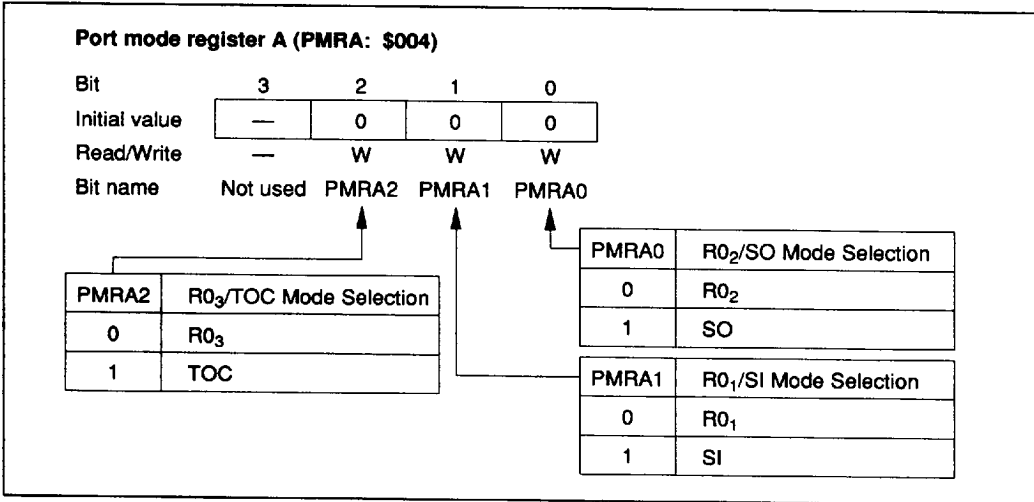 Port mode register A (PMRA: $004)
Bit 3 2 1 0
Initial value — 0 0 0
Read/Write — W W W
Bit name Not used PMRA2 PMRA1 PMRA0
PMRA0 R0₂/SO Mode Selection
0 R0₂
1 SO
PMRA2 R0₃/TOC Mode Selection
0 R0₃
1 TOC
PMRA1 R0₁/SI Mode Selection
0 R0₁
1 SI